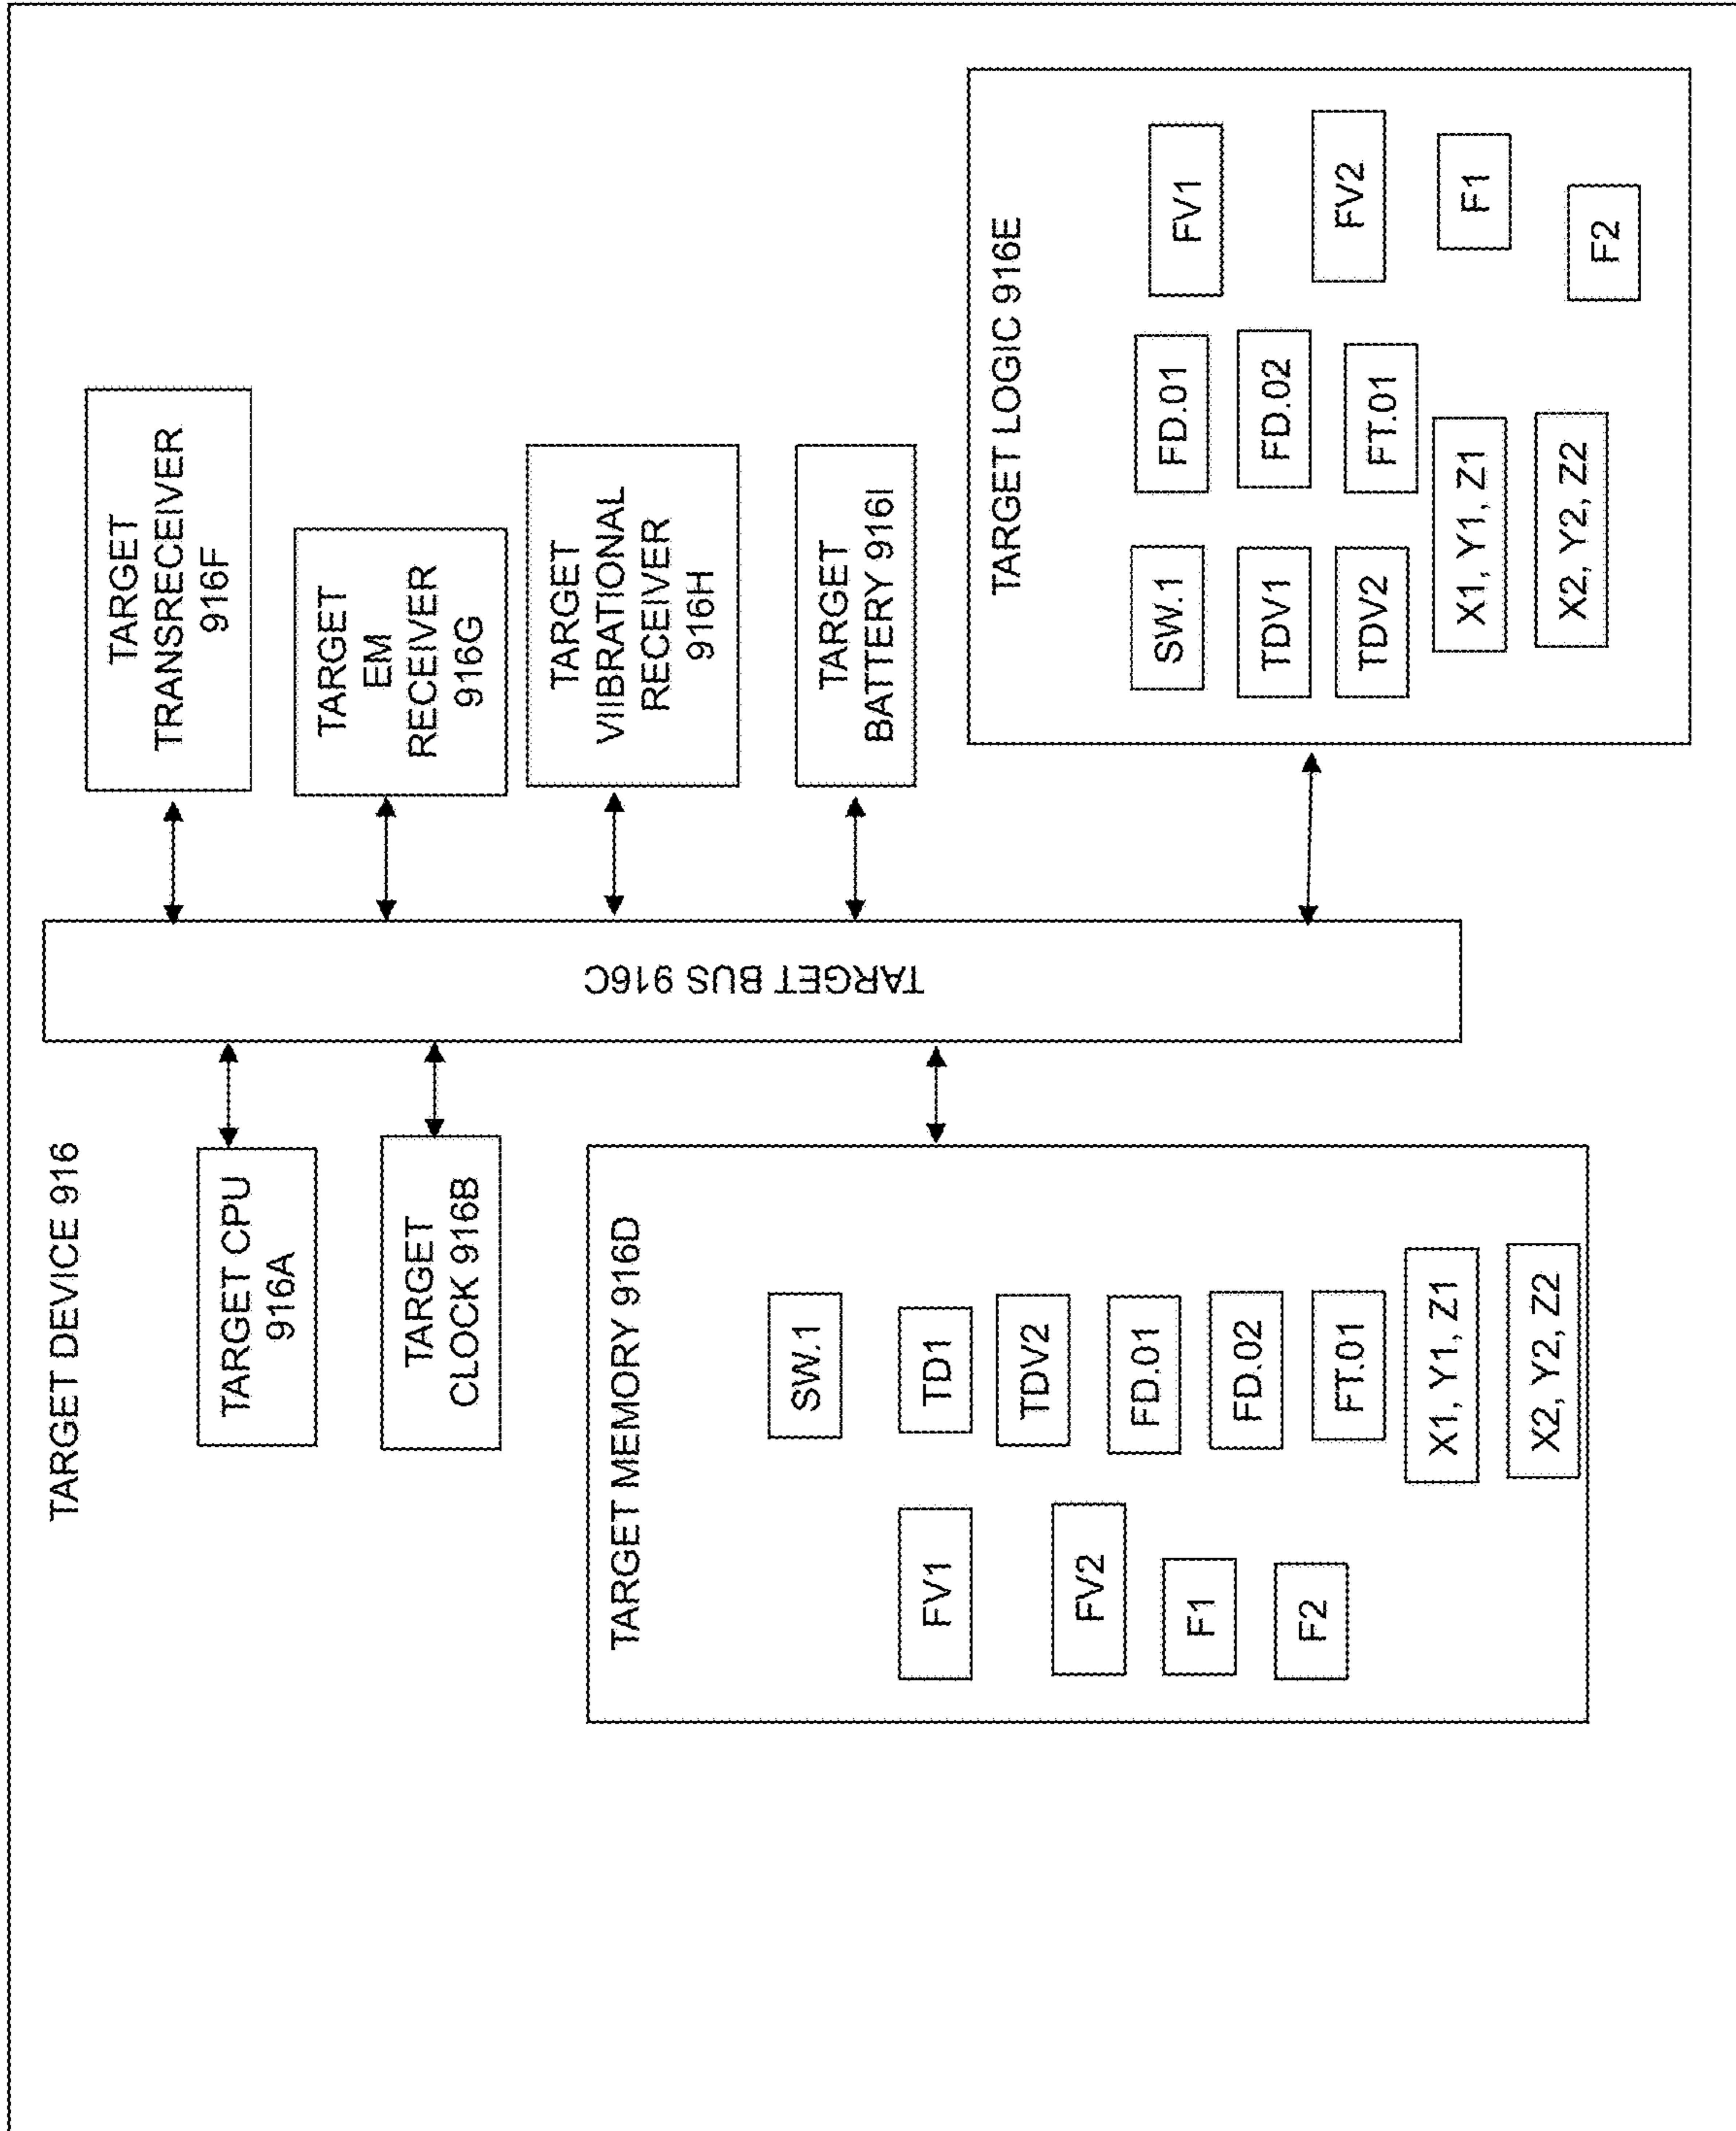 TARGET DEVICE 916
TARGET CPU
916A
TARGET
CLOCK 916B
TARGET MEMORY 916D
SW.1
FV1
TD1
TDV2
FV2
FD.01
F1
FD.02
F2
FT.01
X1, Y1, Z1
X2, Y2, Z2
TARGET BUS 916C
TARGET
TRANSRECEIVER
916F
TARGET
EM
RECEIVER
916G
TARGET
VIIBRATIONAL
RECEIVER
916H
TARGET
BATTERY 916I
TARGET LOGIC 916E
SW.1
FD.01
FV1
TDV1
FD.02
FV2
TDV2
FT.01
F1
X1, Y1, Z1
X2, Y2, Z2
F2